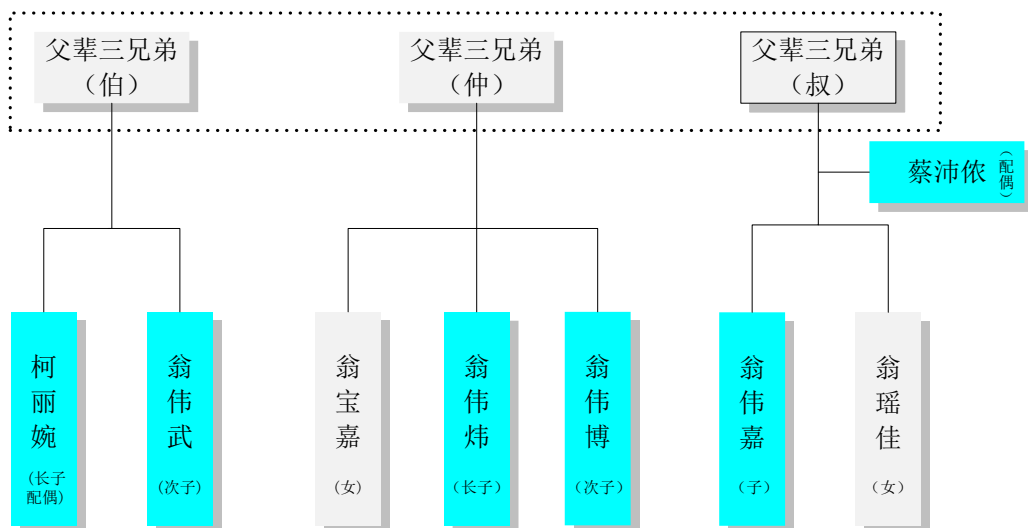 父辈三兄弟
（伯）
父辈三兄弟
（仲）
父辈三兄弟
（叔）
蔡沛侬（配偶）
柯丽婉
(长子
配偶)
翁伟武
(次子)
翁宝嘉
(女)
翁伟炜
（长子）
翁伟博
（次子）
翁伟嘉
（子）
翁瑶佳
（女）